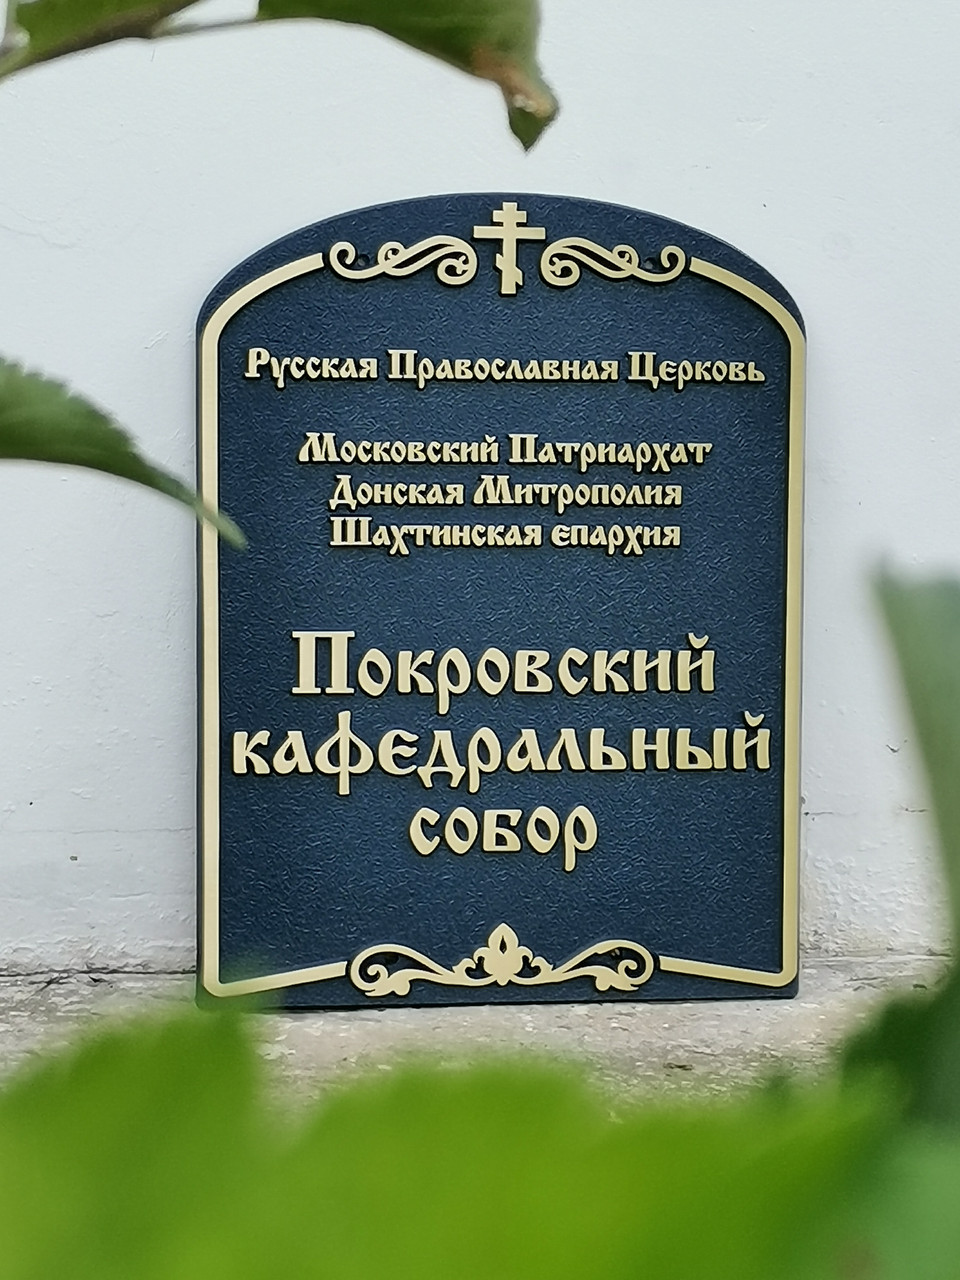 Русская Православная Церковь
Московский Патриархат
Донская Митрополия
Шахтинская епархия
Покровский
кафедральный
собор